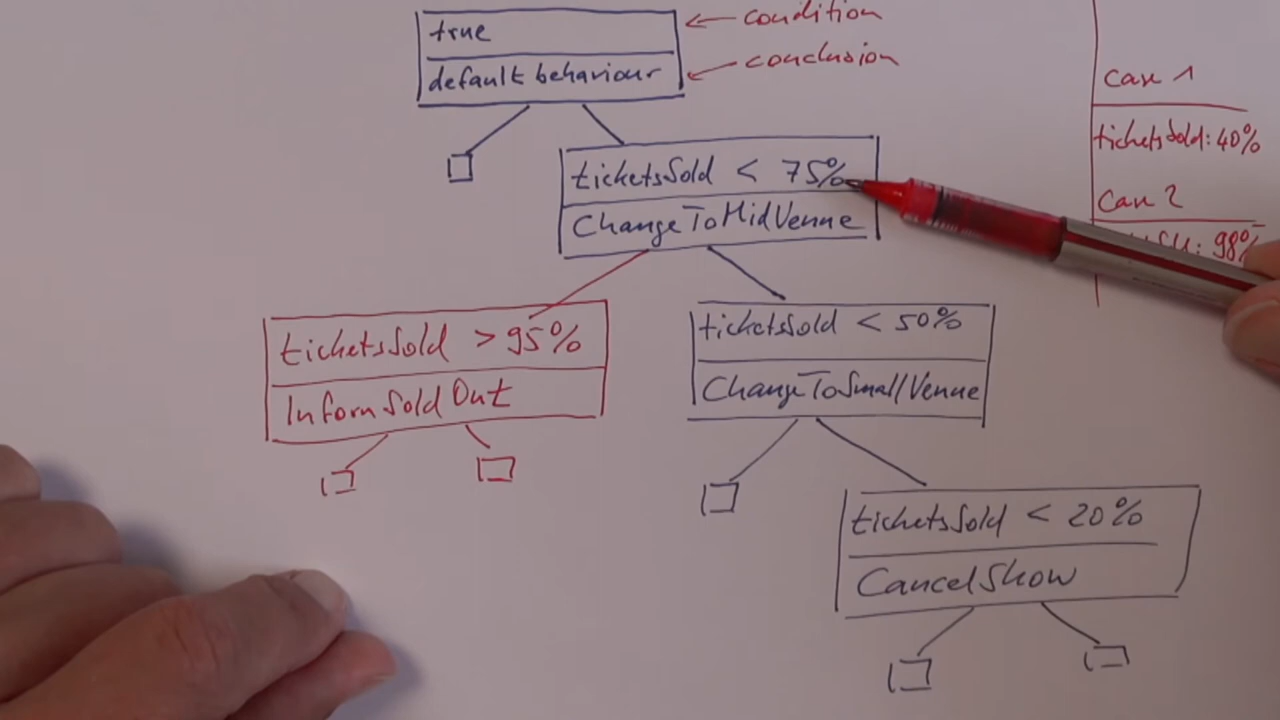 true
default behaviour
condition
conclusion
ticketsSold < 75%
ChangeToMidVenue
ticketsSold > 95%
InformSoldOut
ticketsSold < 50%
ChangeToSmallVenue
ticketsSold < 20%
CancelShow
case 1
ticketsSold: 40%
case 2
: 98%